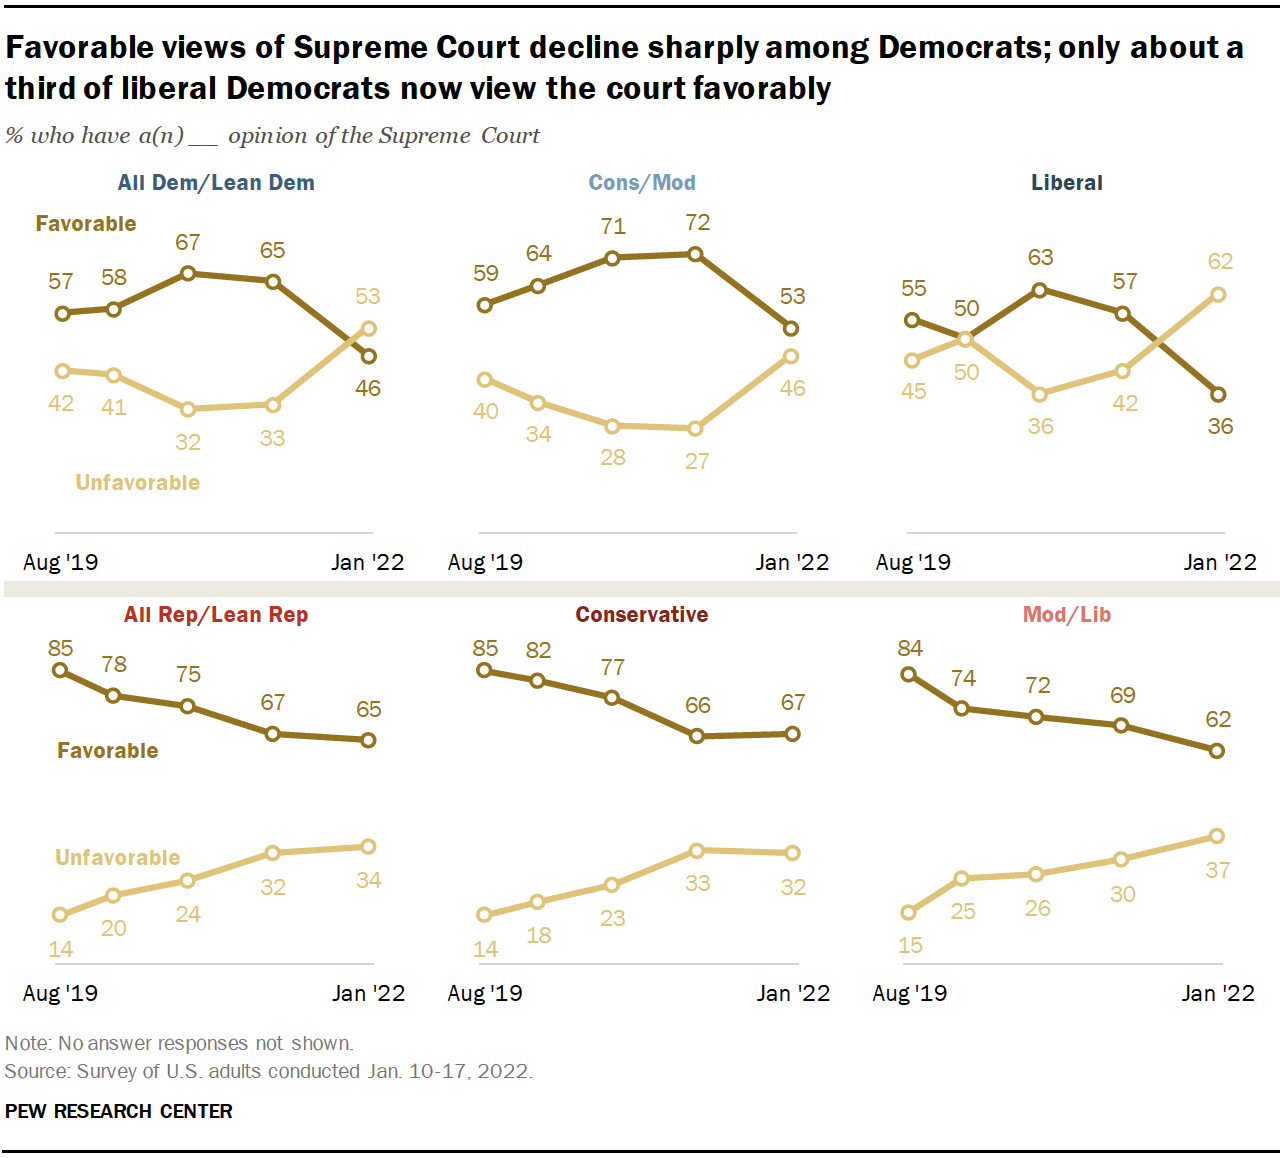 Favorable views of Supreme Court decline sharply among Democrats; only about a
third of liberal Democrats now view the court favorably
% who have a(n) __ opinion of the Supreme Court
All Dem/Lean Dem
Favorable
57
58
67
65
53
42
41
32
33
46
Unfavorable
Aug '19
Jan '22
Cons/Mod
59
64
71
72
53
40
34
28
27
46
Aug '19
Jan '22
Liberal
55
50
63
57
62
45
50
36
42
36
Aug '19
Jan '22
All Rep/Lean Rep
85
78
75
67
65
Favorable
Unfavorable
14
20
24
32
34
Aug '19
Jan '22
Conservative
85
82
77
66
67
14
18
23
33
32
Aug '19
Jan '22
Mod/Lib
84
74
72
69
62
15
25
26
30
37
Aug '19
Jan '22
Note: No answer responses not shown.
Source: Survey of U.S. adults conducted Jan. 10-17, 2022.
PEW RESEARCH CENTER